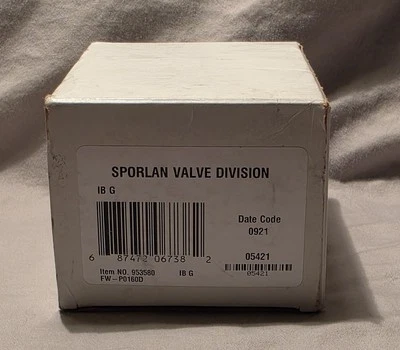 SPORLAN VALVE DIVISION
IB G
Date Code
0921
6 87472 06738 2
05421
Item NO. 953580 IB G
05421
FW-P0160D